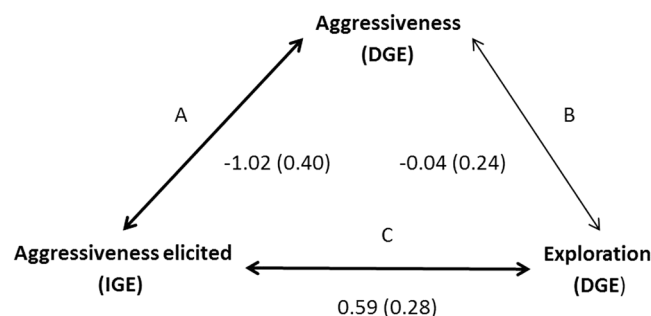 Aggressiveness
(DGE)
A
B
-1.02 (0.40)
-0.04 (0.24)
C
Aggressiveness elicited
(IGE)
Exploration
(DGE)
0.59 (0.28)